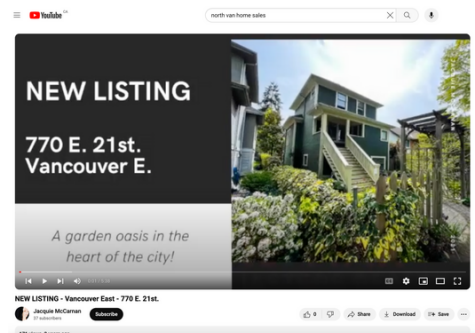 YouTube CA
north van home sales
NEW LISTING
770 E. 21st.
Vancouver E.
A garden oasis in the
heart of the city!
NEW LISTING - Vancouver East - 770 E. 21st.
Jacquie McCarnan
Subscribe
0
Share
Download
Save